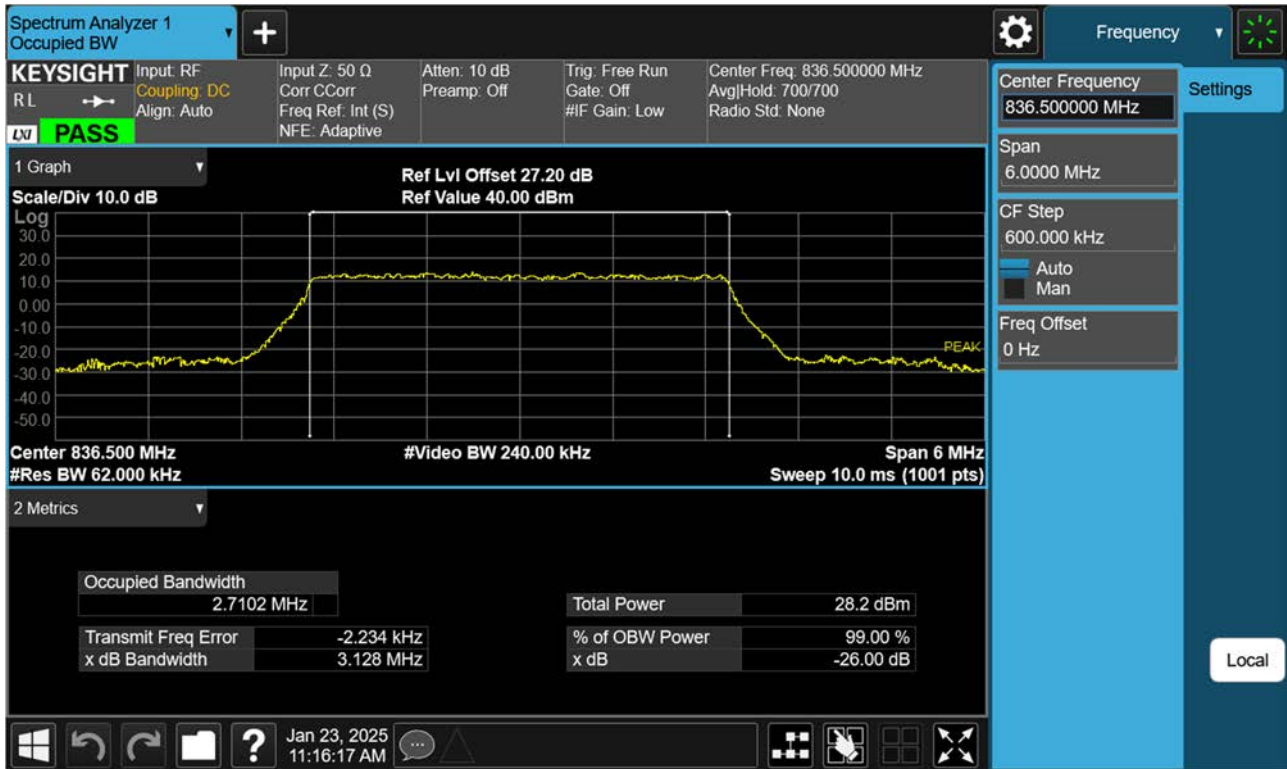 Spectrum Analyzer 1
Occupied BW
+
Frequency
KEYSIGHT
RL
LXI
PASS
Input: RF
Coupling: DC
Align: Auto
Input Z: 50 Ω
Corr CCorr
Freq Ref: Int (S)
NFE: Adaptive
Atten: 10 dB
Preamp: Off
Trig: Free Run
Gate: Off
#IF Gain: Low
Center Freq: 836.500000 MHz
Avg|Hold: 700/700
Radio Std: None
Center Frequency
836.500000 MHz
Settings
Span
6.0000 MHz
CF Step
600.000 kHz
Auto
Man
Freq Offset
0 Hz
Local
1 Graph
Scale/Div 10.0 dB
Ref Lvl Offset 27.20 dB
Ref Value 40.00 dBm
Log
30.0
20.0
10.0
0.00
-10.0
-20.0
-30.0
-40.0
-50.0
PEAK
Center 836.500 MHz
#Video BW 240.00 kHz
Span 6 MHz
#Res BW 62.000 kHz
Sweep 10.0 ms (1001 pts)
2 Metrics
Occupied Bandwidth
2.7102 MHz
Total Power 28.2 dBm
Transmit Freq Error -2.234 kHz
% of OBW Power 99.00 %
x dB Bandwidth 3.128 MHz
x dB -26.00 dB
?
Jan 23, 2025
11:16:17 AM